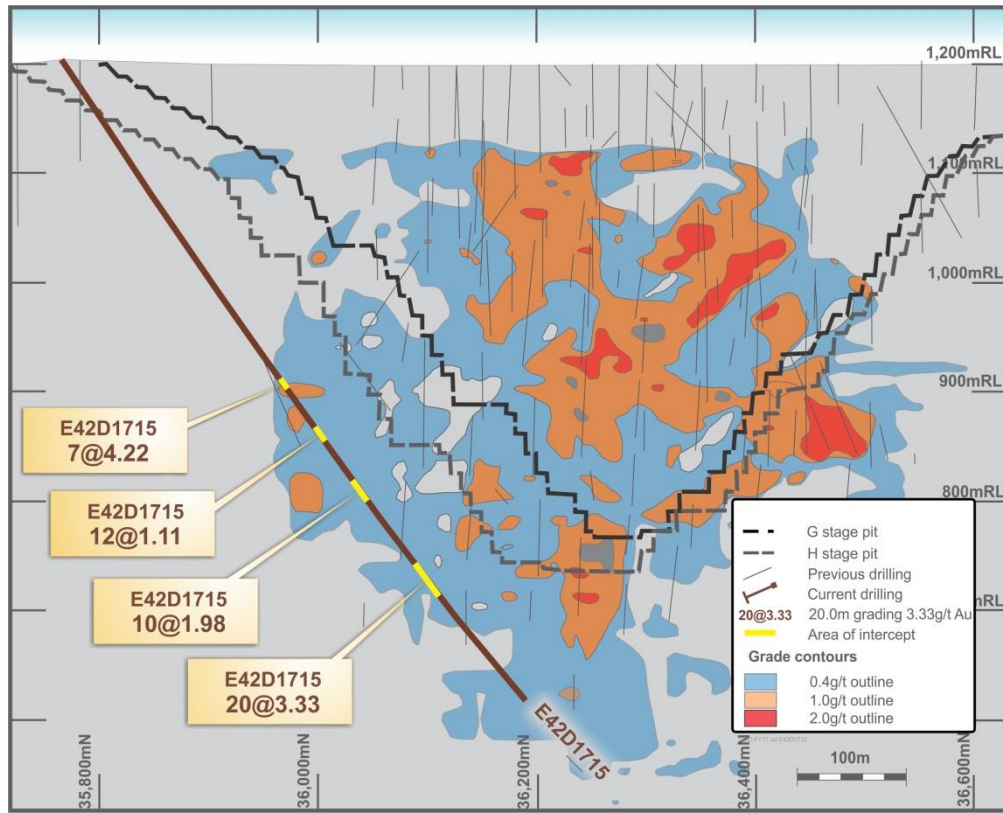 1,200mRL
1,100mRL
1,000mRL
900mRL
800mRL
mRL
E42D1715
7@4.22
E42D1715
12@1.11
E42D1715
10@1.98
E42D1715
20@3.33
E42D1715
G stage pit
H stage pit
Previous drilling
Current drilling
20@3.33 20.0m grading 3.33g/t Au
Area of intercept
Grade contours
0.4g/t outline
1.0g/t outline
2.0g/t outline
100m
35,800mN
36,000mN
36,200mN
36,400mN
36,600mN